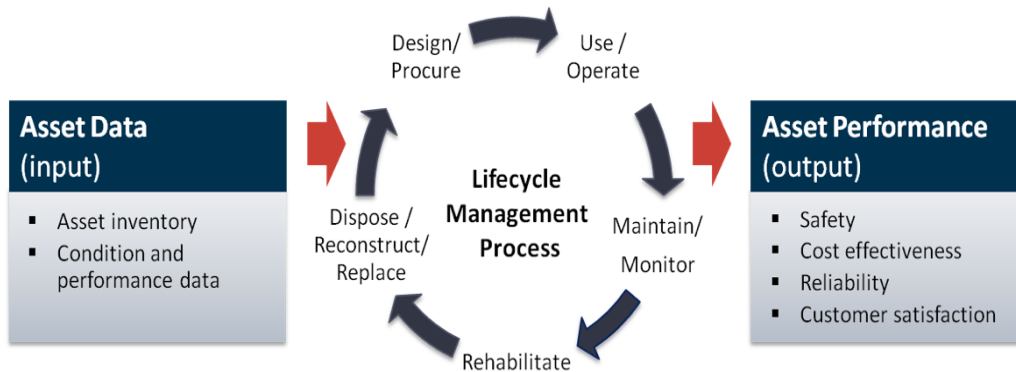 Asset Data
(input)
▪ Asset inventory
▪ Condition and
performance data
Design/
Procure
Use /
Operate
Maintain/
Monitor
Rehabilitate
Dispose /
Reconstruct/
Replace
Lifecycle
Management
Process
Asset Performance
(output)
▪ Safety
▪ Cost effectiveness
▪ Reliability
▪ Customer satisfaction